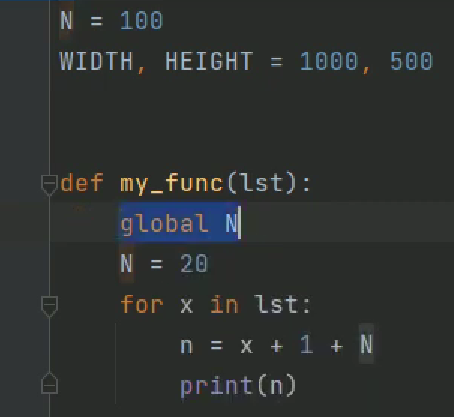 N = 100
WIDTH, HEIGHT = 1000, 500
def my_func(lst):
    global N
    N = 20
    for x in lst:
        n = x + 1 + N
        print(n)